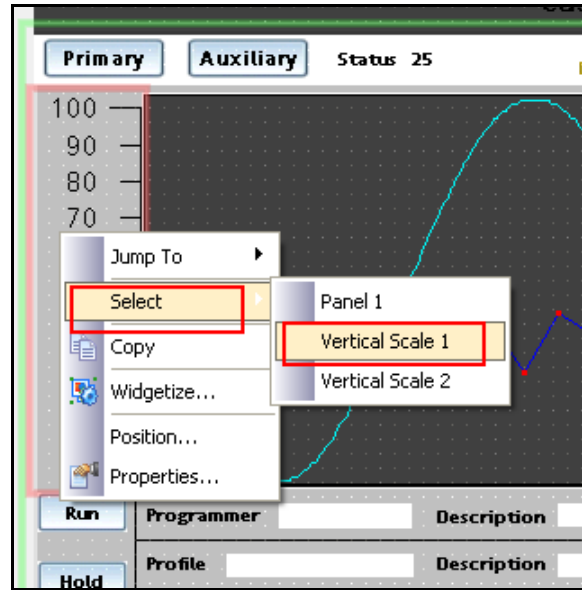 Primary Auxiliary Status 25
100
90
80
70
Jump To
Select
Copy
Widgetize...
Position...
Properties...
Panel 1
Vertical Scale 1
Vertical Scale 2
Run Programmer Description
Profile Description
Hold